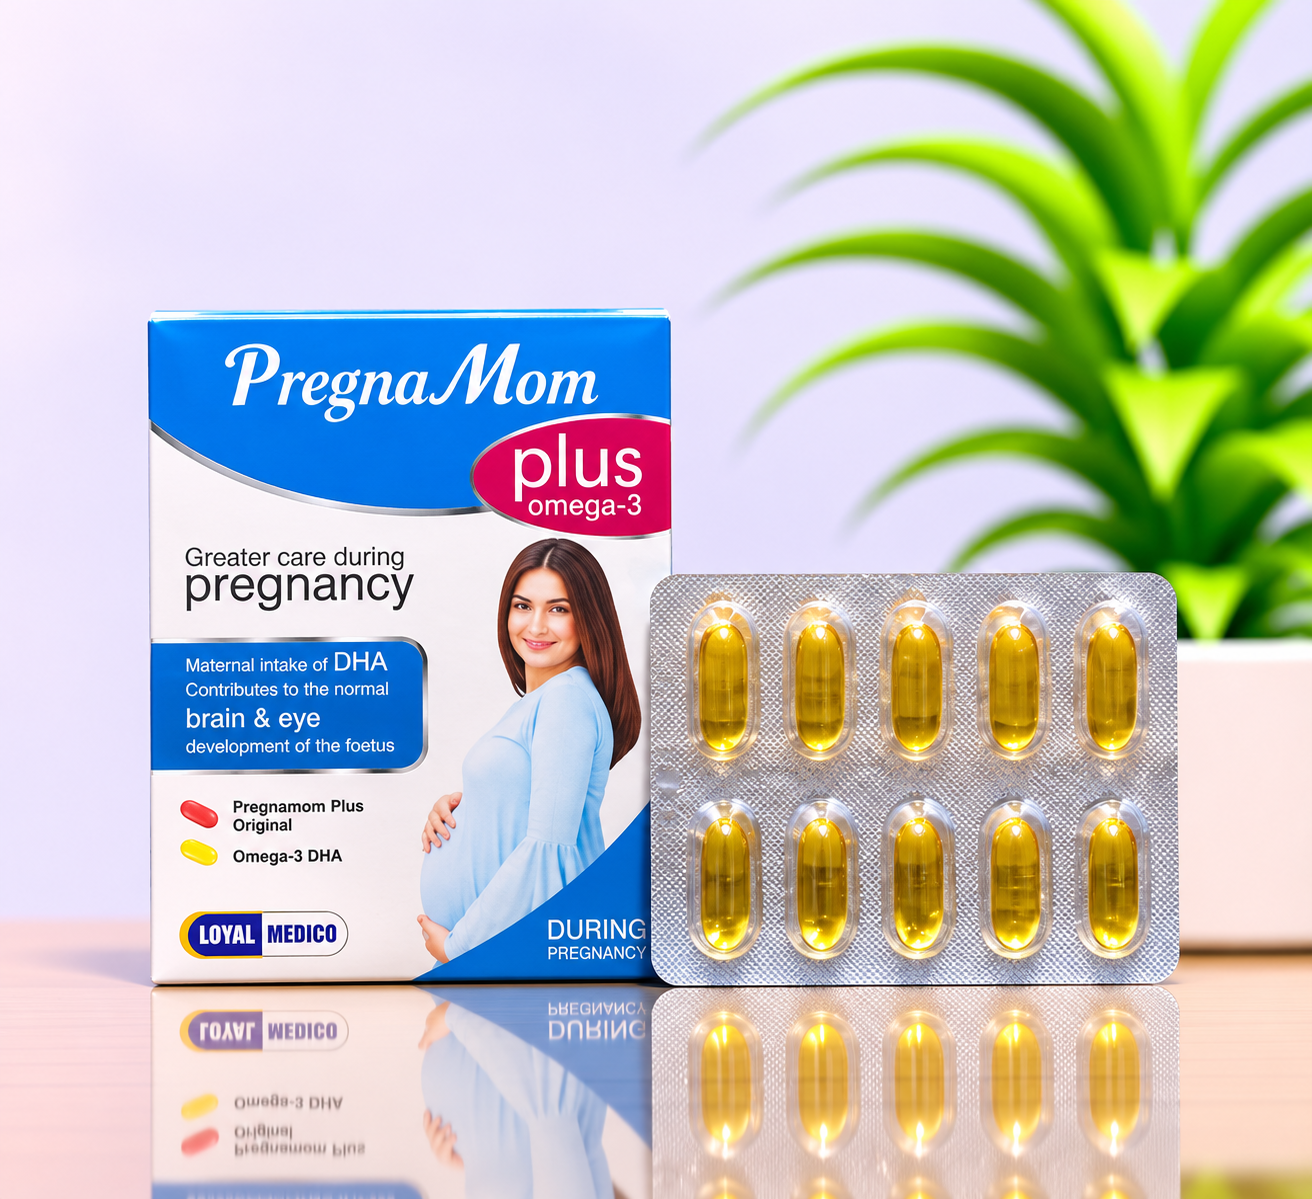 PregnaMom
plus
omega-3
Greater care during
pregnancy
Maternal intake of DHA
Contributes to the normal
brain & eye
development of the foetus
Pregnamom Plus
Original
Omega-3 DHA
LOYAL MEDICO
DURING
PREGNANCY